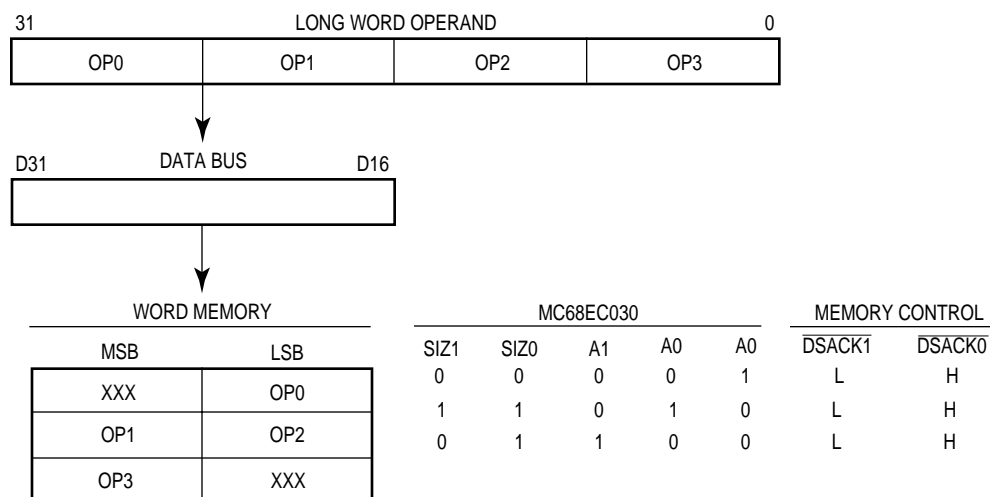 31 LONG WORD OPERAND 0
OP0 OP1 OP2 OP3
D31 DATA BUS D16
WORD MEMORY MC68EC030 MEMORY CONTROL
MSB LSB SIZ1 SIZ0 A1 A0 A0 DSACK1 DSACK0
XXX OP0 0 0 0 0 1 L H
OP1 OP2 1 1 0 1 0 L H
OP3 XXX 0 1 1 0 0 L H